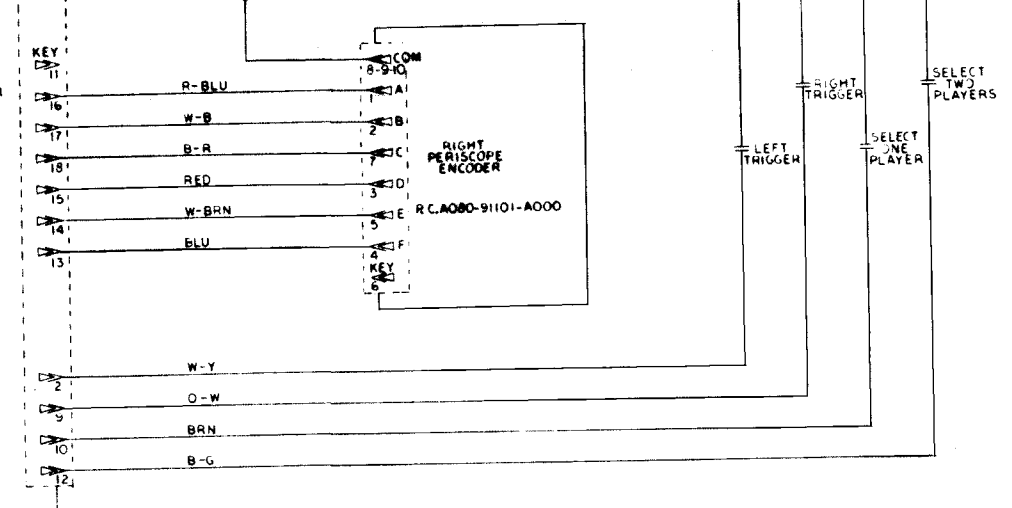 KEY
11
COM
8-9-10
16 R-BLU 1 A
17 W-B 2 B
18 B-R 7 C
15 RED 3 D
14 W-BRN 5 E
13 BLU 4 F
KEY
6
RIGHT
PERISCOPE
ENCODER
R.C.A080-91101-A000
LEFT
TRIGGER
RIGHT
TRIGGER
SELECT
ONE
PLAYER
SELECT
TWO
PLAYERS
2 W-Y
9 O-W
10 BRN
12 B-G